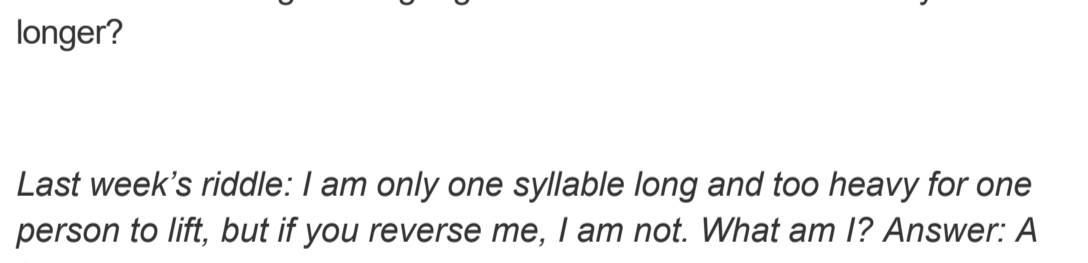 longer?
Last week’s riddle: I am only one syllable long and too heavy for one
person to lift, but if you reverse me, I am not. What am I? Answer: A